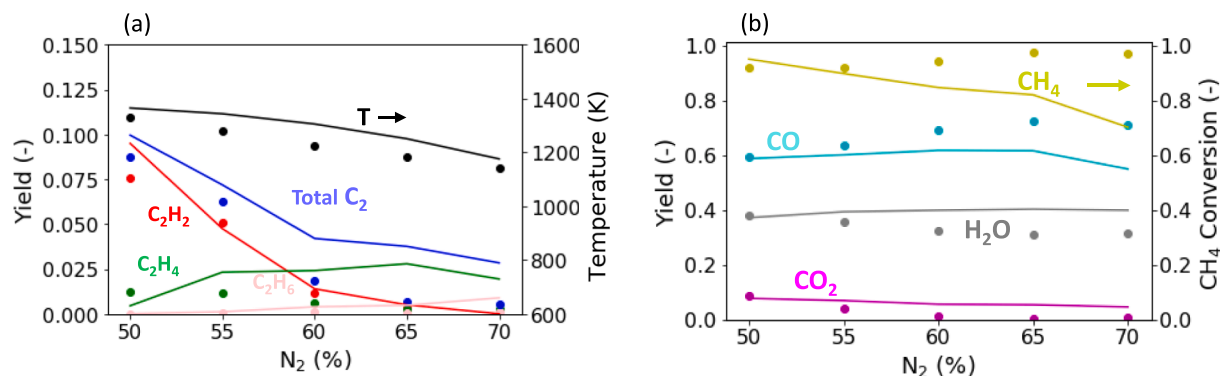 (a)
0.150
0.125
0.100
0.075
0.050
0.025
0.000
Yield (-)
1600
1400
1200
1000
800
600
Temperature (K)
T
Total C₂
C₂H₂
C₂H₄
C₂H₆
50 55 60 65 70
N₂ (%)
(b)
1.0
0.8
0.6
0.4
0.2
0.0
Yield (-)
1.0
0.8
0.6
0.4
0.2
0.0
CH₄ Conversion (-)
CH₄
CO
H₂O
CO₂
50 55 60 65 70
N₂ (%)